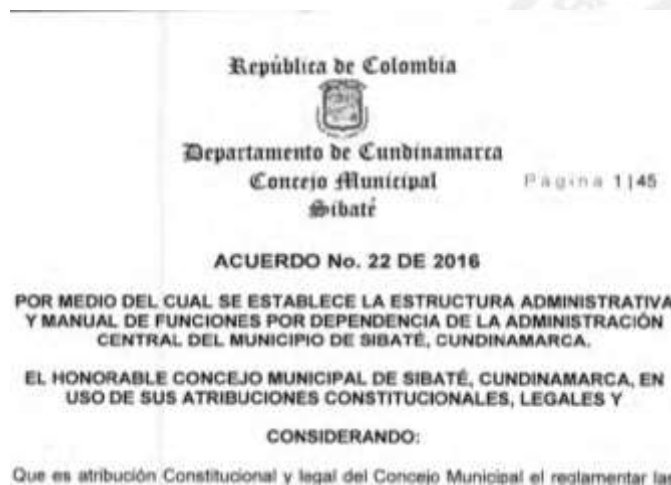 República de Colombia
Departamento de Cundinamarca
Concejo Municipal
Página 1|45
Sibaté
ACUERDO No. 22 DE 2016
POR MEDIO DEL CUAL SE ESTABLECE LA ESTRUCTURA ADMINISTRATIVA
Y MANUAL DE FUNCIONES POR DEPENDENCIA DE LA ADMINISTRACIÓN
CENTRAL DEL MUNICIPIO DE SIBATÉ, CUNDINAMARCA.
EL HONORABLE CONCEJO MUNICIPAL DE SIBATÉ, CUNDINAMARCA, EN
USO DE SUS ATRIBUCIONES CONSTITUCIONALES, LEGALES Y
CONSIDERANDO:
Que es atribución Constitucional y legal del Concejo Municipal el reglamentar las